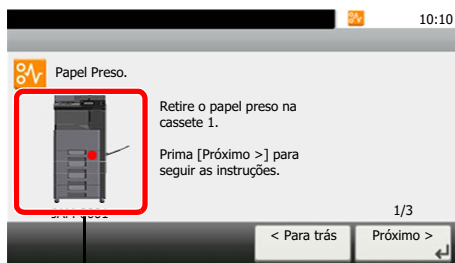 10:10
Papel Preso.
Retire o papel preso na
cassete 1.
Prima [Próximo >] para
seguir as instruções.
1/3
< Para trás
Próximo >